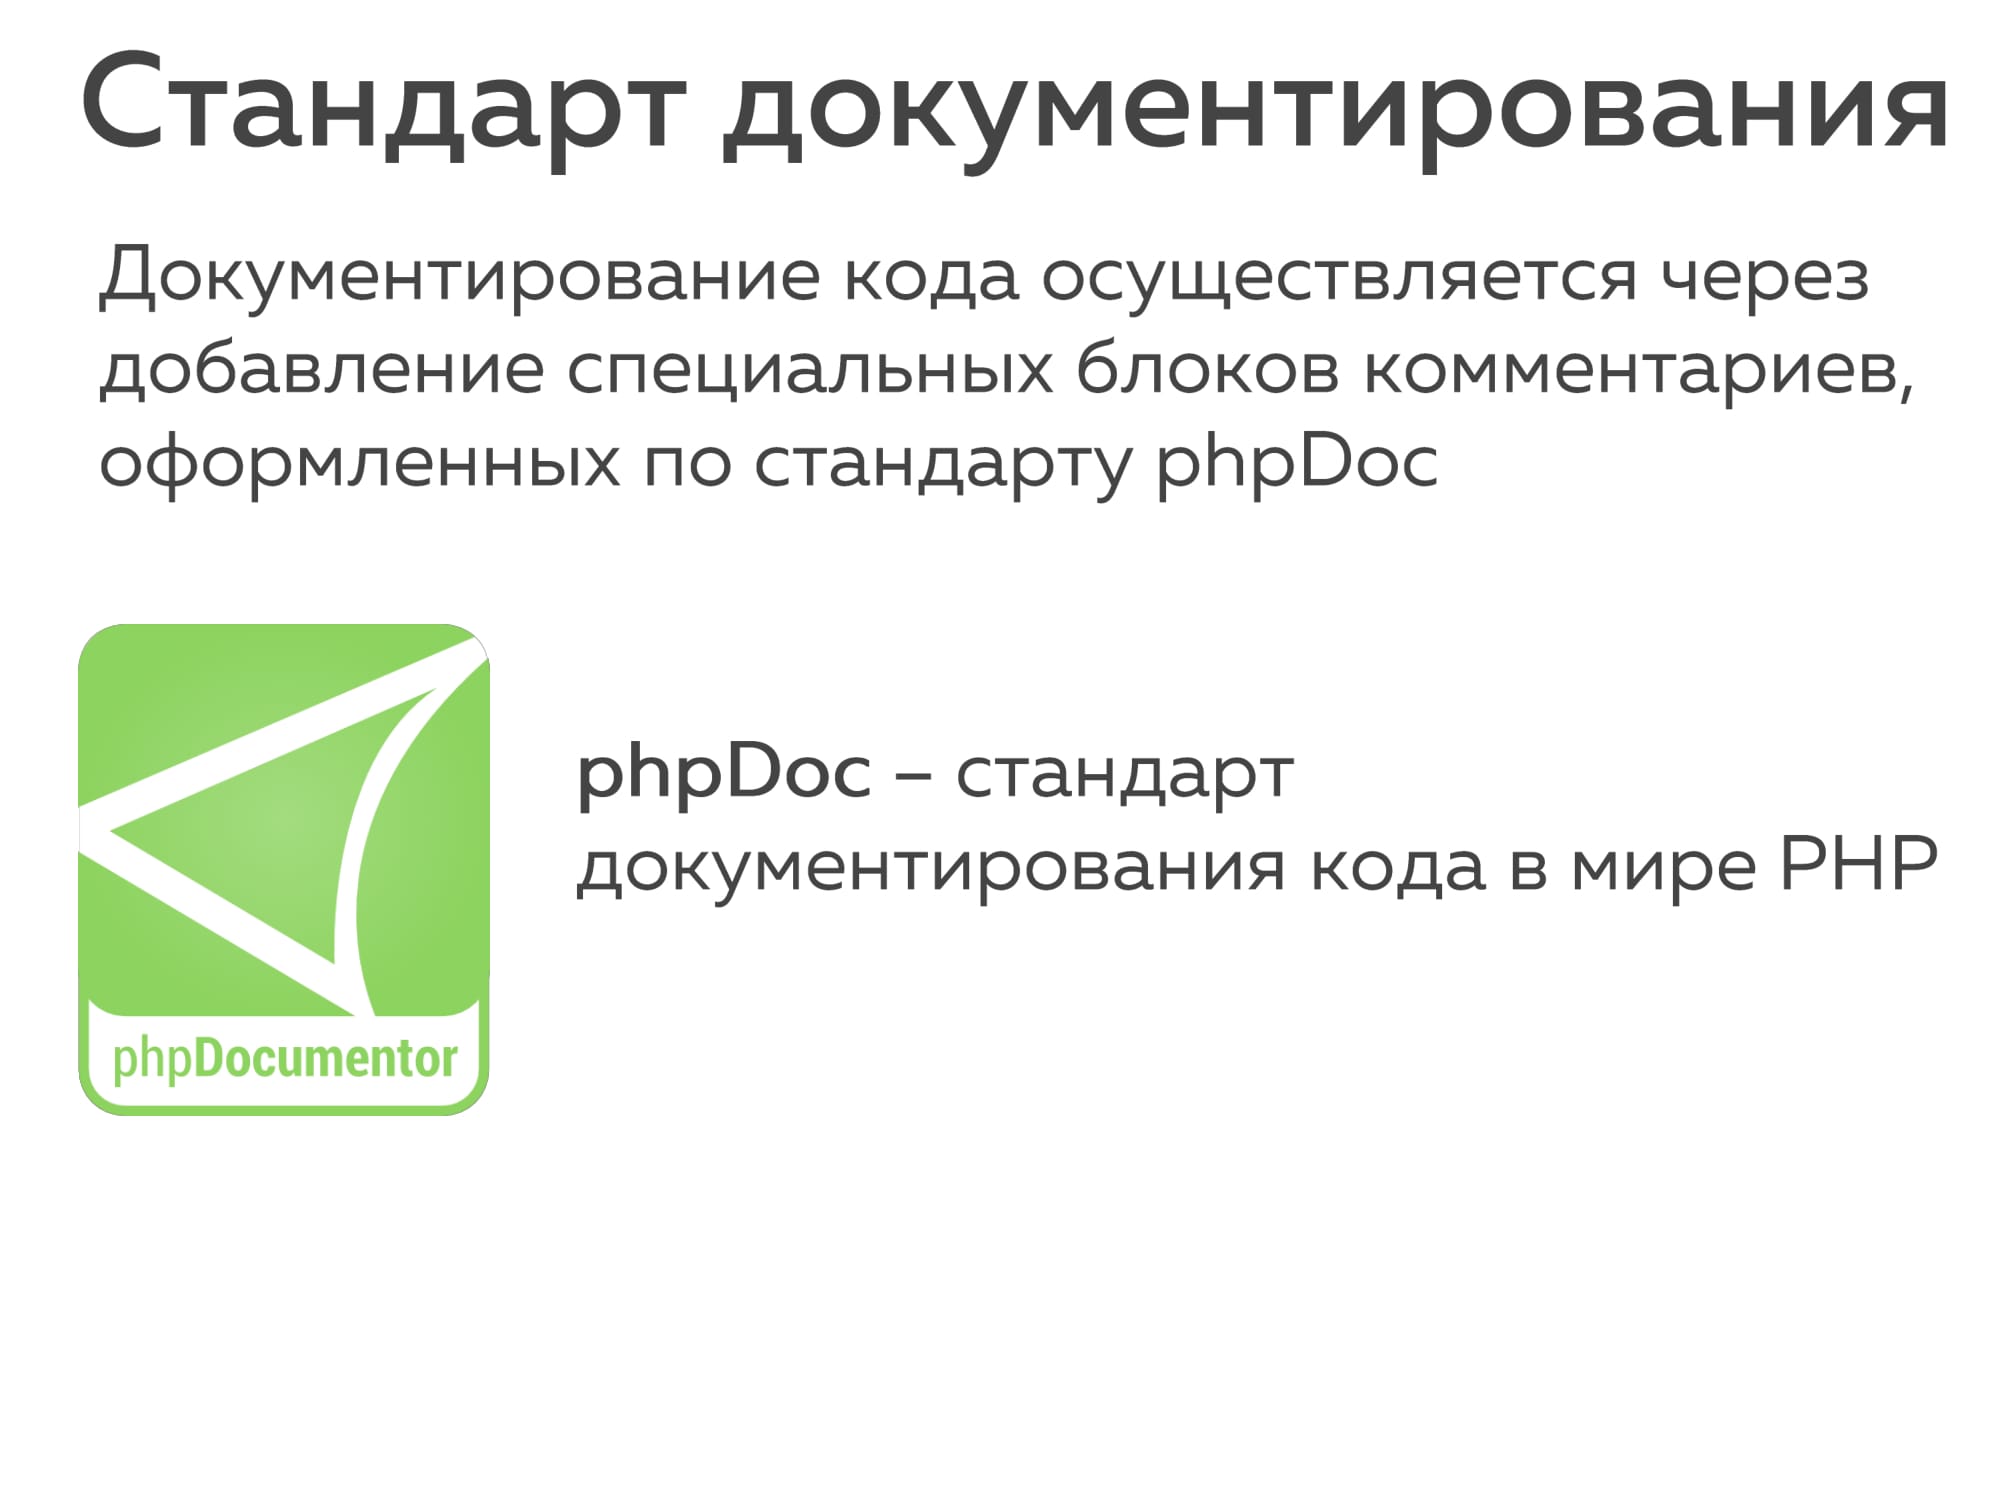 Стандарт документирования
Документирование кода осуществляется через
добавление специальных блоков комментариев,
оформленных по стандарту phpDoc
phpDoc – стандарт
документирования кода в мире PHP
phpDocumentor